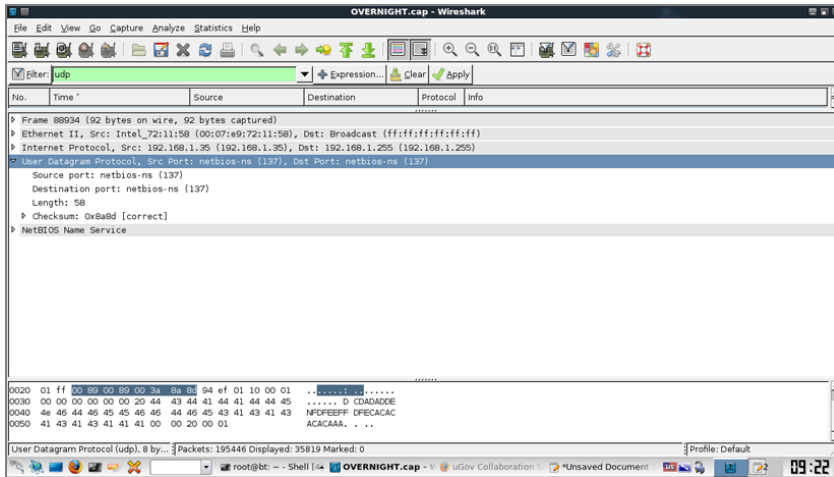 OVERNIGHT.cap - Wireshark
File Edit View Go Capture Analyze Statistics Help
Filter: udp Expression... Clear Apply
No. Time Source Destination Protocol Info
Frame 88934 (92 bytes on wire, 92 bytes captured)
Ethernet II, Src: Intel_72:11:58 (00:07:e9:72:11:58), Dst: Broadcast (ff:ff:ff:ff:ff:ff)
Internet Protocol, Src: 192.168.1.35 (192.168.1.35), Dst: 192.168.1.255 (192.168.1.255)
User Datagram Protocol, Src Port: netbios-ns (137), Dst Port: netbios-ns (137)
Source port: netbios-ns (137)
Destination port: netbios-ns (137)
Length: 58
Checksum: 0x8a8d [correct]
NetBIOS Name Service
0020 01 ff 00 89 00 89 00 3a 8a 8d 94 ef 01 10 00 01 .......: ........
0030 00 00 00 00 00 00 20 44 43 44 41 44 41 44 44 45 ...... D CDADADDE
0040 4e 46 44 46 45 45 46 46 44 46 45 43 41 43 41 43 NFDFEEFF DFECACAC
0050 41 43 41 43 41 41 41 00 00 20 00 01 ACACAAA. . ..
User Datagram Protocol (udp), 8 by... Packets: 195446 Displayed: 35819 Marked: 0 Profile: Default
root@bt: ~ - Shell OVERNIGHT.cap - uGov Collaboration *Unsaved Document US 2 09:22